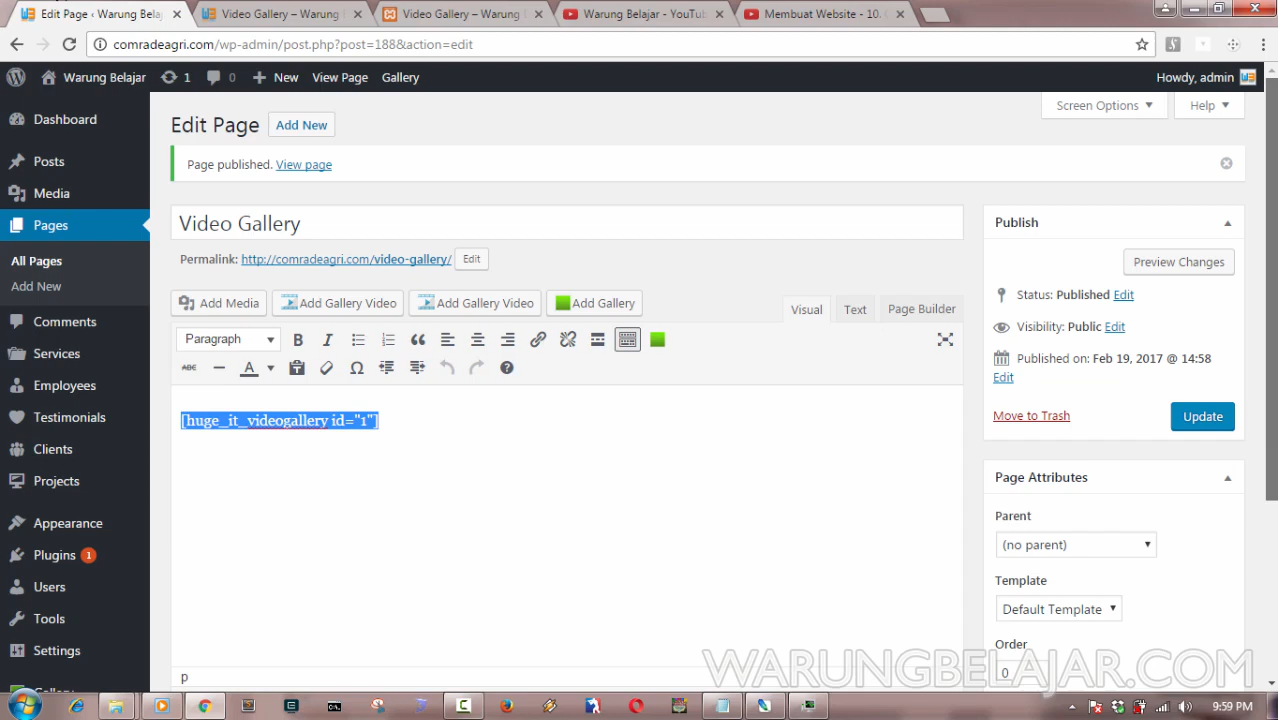 Edit Page ‹ Warung Bela
Video Gallery – Warung
Video Gallery – Warung
Warung Belajar - YouTu
Membuat Website - 10.
comradeagri.com/wp-admin/post.php?post=188&action=edit
Warung Belajar
1
0
New
View Page
Gallery
Howdy, admin
Screen Options
Help
Dashboard
Posts
Media
Pages
All Pages
Add New
Comments
Services
Employees
Testimonials
Clients
Projects
Appearance
Plugins 1
Users
Tools
Settings
Edit Page
Add New
Page published. View page
Video Gallery
Permalink: http://comradeagri.com/video-gallery/ Edit
Add Media
Add Gallery Video
Add Gallery Video
Add Gallery
Visual
Text
Page Builder
Paragraph
B I
ABC
A
Ω
[huge_it_videogallery id="1"]
p
Publish
Preview Changes
Status: Published Edit
Visibility: Public Edit
Published on: Feb 19, 2017 @ 14:58
Edit
Move to Trash
Update
Page Attributes
Parent
(no parent)
Template
Default Template
Order
0
WARUNGBELAJAR.COM
9:59 PM